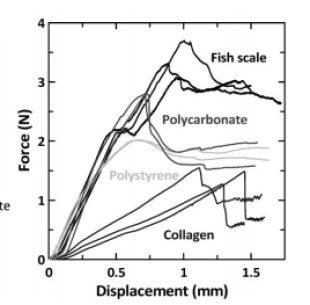 4
Fish scale
3
Polycarbonate
Force (N)
2
Polystyrene
te
1
Collagen
0
0 0.5 1 1.5
Displacement (mm)